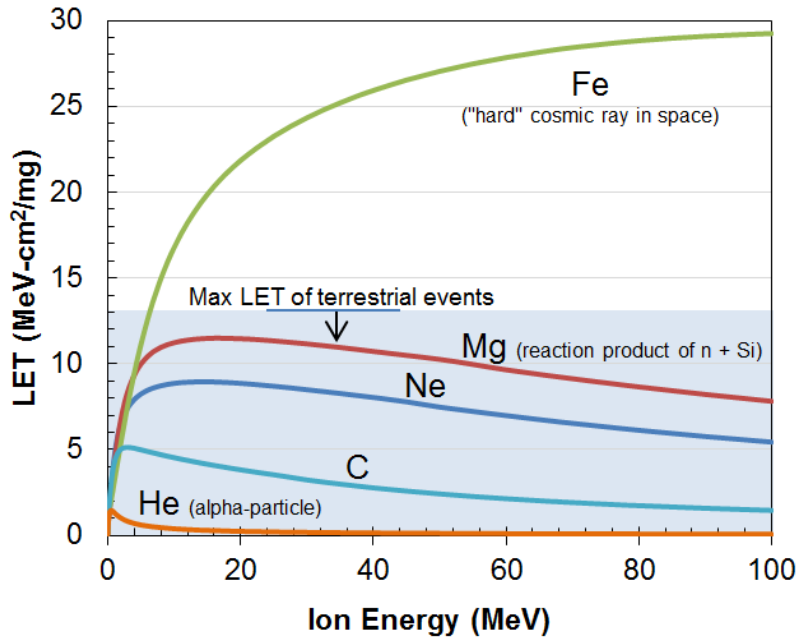 30
25
20
15
10
5
0
LET (MeV-cm²/mg)
Fe
("hard" cosmic ray in space)
Max LET of terrestrial events
Mg (reaction product of n + Si)
Ne
C
He (alpha-particle)
0 20 40 60 80 100
Ion Energy (MeV)